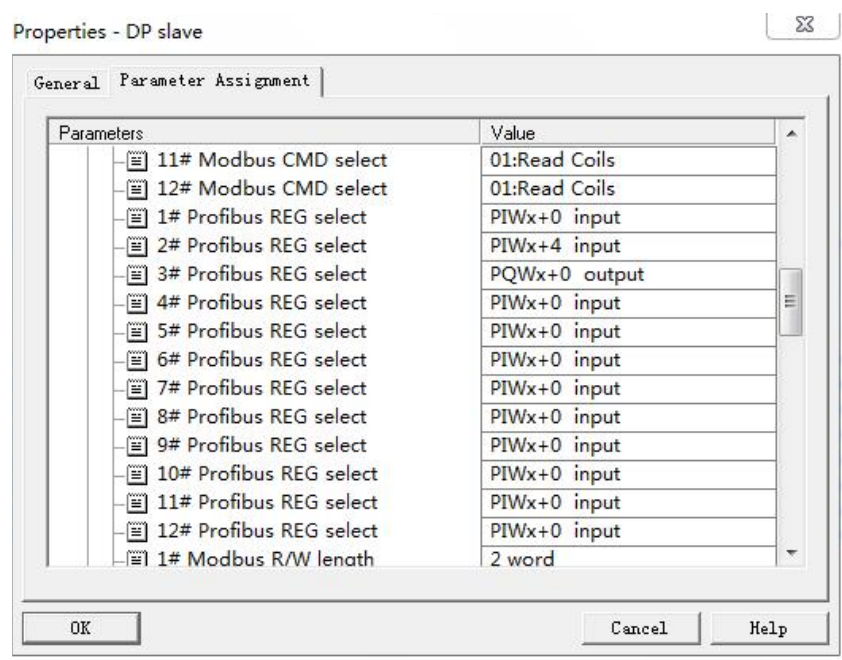 Properties - DP slave
General Parameter Assignment
Parameters Value
11# Modbus CMD select 01:Read Coils
12# Modbus CMD select 01:Read Coils
1# Profibus REG select PIWx+0 input
2# Profibus REG select PIWx+4 input
3# Profibus REG select PQWx+0 output
4# Profibus REG select PIWx+0 input
5# Profibus REG select PIWx+0 input
6# Profibus REG select PIWx+0 input
7# Profibus REG select PIWx+0 input
8# Profibus REG select PIWx+0 input
9# Profibus REG select PIWx+0 input
10# Profibus REG select PIWx+0 input
11# Profibus REG select PIWx+0 input
12# Profibus REG select PIWx+0 input
1# Modbus R/W length 2 word
OK Cancel Help